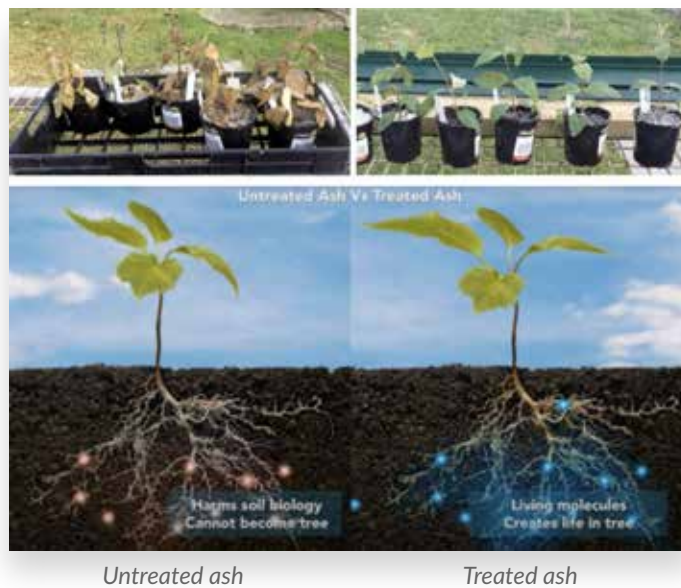 Untreated Ash Vs Treated Ash
Harms soil biology
Cannot become tree
Living molecules
Creates life in tree
Untreated ash
Treated ash